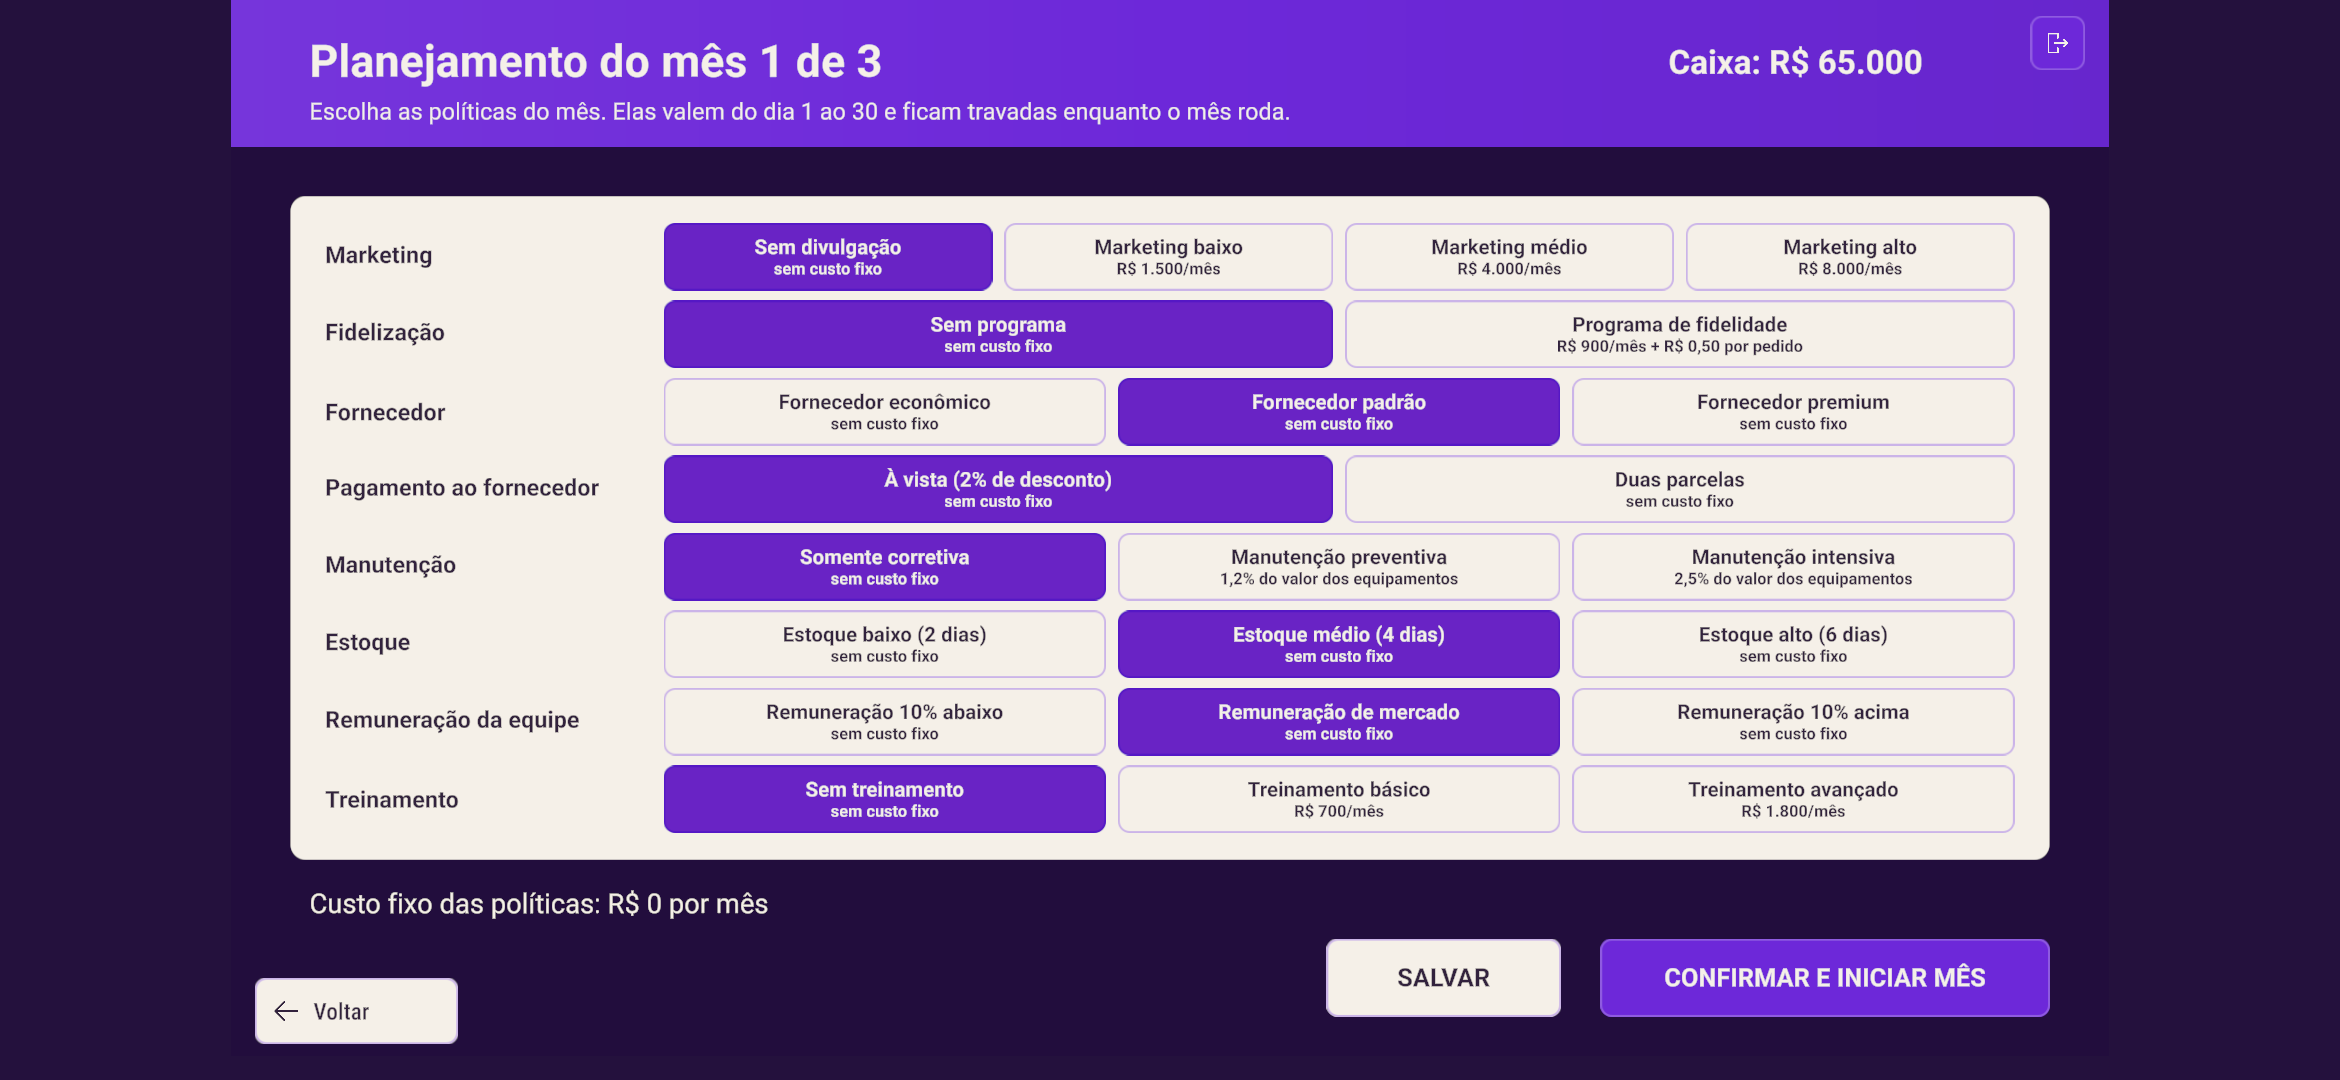 Planejamento do mês 1 de 3
Caixa: R$ 65.000
Escolha as políticas do mês. Elas valem do dia 1 ao 30 e ficam travadas enquanto o mês roda.
Marketing
Sem divulgação
sem custo fixo
Marketing baixo
R$ 1.500/mês
Marketing médio
R$ 4.000/mês
Marketing alto
R$ 8.000/mês
Fidelização
Sem programa
sem custo fixo
Programa de fidelidade
R$ 900/mês + R$ 0,50 por pedido
Fornecedor
Fornecedor econômico
sem custo fixo
Fornecedor padrão
sem custo fixo
Fornecedor premium
sem custo fixo
Pagamento ao fornecedor
À vista (2% de desconto)
sem custo fixo
Duas parcelas
sem custo fixo
Manutenção
Somente corretiva
sem custo fixo
Manutenção preventiva
1,2% do valor dos equipamentos
Manutenção intensiva
2,5% do valor dos equipamentos
Estoque
Estoque baixo (2 dias)
sem custo fixo
Estoque médio (4 dias)
sem custo fixo
Estoque alto (6 dias)
sem custo fixo
Remuneração da equipe
Remuneração 10% abaixo
sem custo fixo
Remuneração de mercado
sem custo fixo
Remuneração 10% acima
sem custo fixo
Treinamento
Sem treinamento
sem custo fixo
Treinamento básico
R$ 700/mês
Treinamento avançado
R$ 1.800/mês
Custo fixo das políticas: R$ 0 por mês
SALVAR
CONFIRMAR E INICIAR MÊS
Voltar